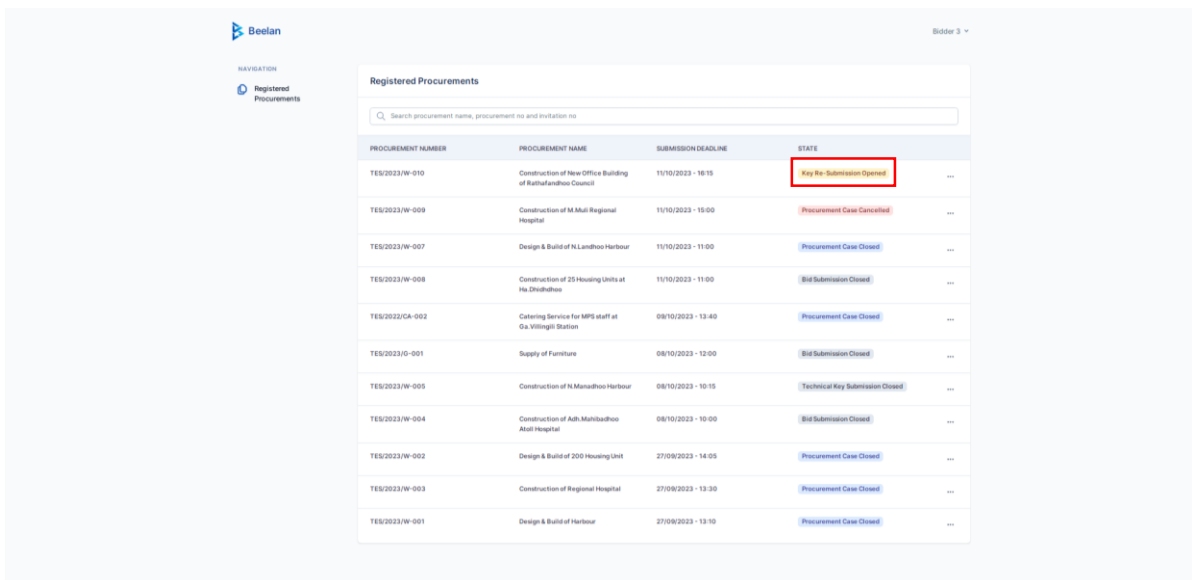 Beelan
Bidder 3
NAVIGATION
Registered
Procurements
Registered Procurements
Search procurement name, procurement no and invitation no
PROCUREMENT NUMBER PROCUREMENT NAME SUBMISSION DEADLINE STATE
TES/2023/W-010 Construction of New Office Building 11/10/2023 - 16:15 Key Re-Submission Opened ...
of Rathafandhoo Council
TES/2023/W-009 Construction of M.Muli Regional 11/10/2023 - 15:00 Procurement Case Cancelled ...
Hospital
TES/2023/W-007 Design & Build of N.Landhoo Harbour 11/10/2023 - 11:00 Procurement Case Closed ...
TES/2023/W-008 Construction of 25 Housing Units at 11/10/2023 - 11:00 Bid Submission Closed ...
Ha.Dhidhdhoo
TES/2022/CA-002 Catering Service for MPS staff at 09/10/2023 - 13:40 Procurement Case Closed ...
Ga.Villingili Station
TES/2023/G-001 Supply of Furniture 08/10/2023 - 12:00 Bid Submission Closed ...
TES/2023/W-005 Construction of N.Manadhoo Harbour 08/10/2023 - 10:15 Technical Key Submission Closed ...
TES/2023/W-004 Construction of Adh.Mahibadhoo 08/10/2023 - 10:00 Bid Submission Closed ...
Atoll Hospital
TES/2023/W-002 Design & Build of 200 Housing Unit 27/09/2023 - 14:05 Procurement Case Closed ...
TES/2023/W-003 Construction of Regional Hospital 27/09/2023 - 13:30 Procurement Case Closed ...
TES/2023/W-001 Design & Build of Harbour 27/09/2023 - 13:10 Procurement Case Closed ...